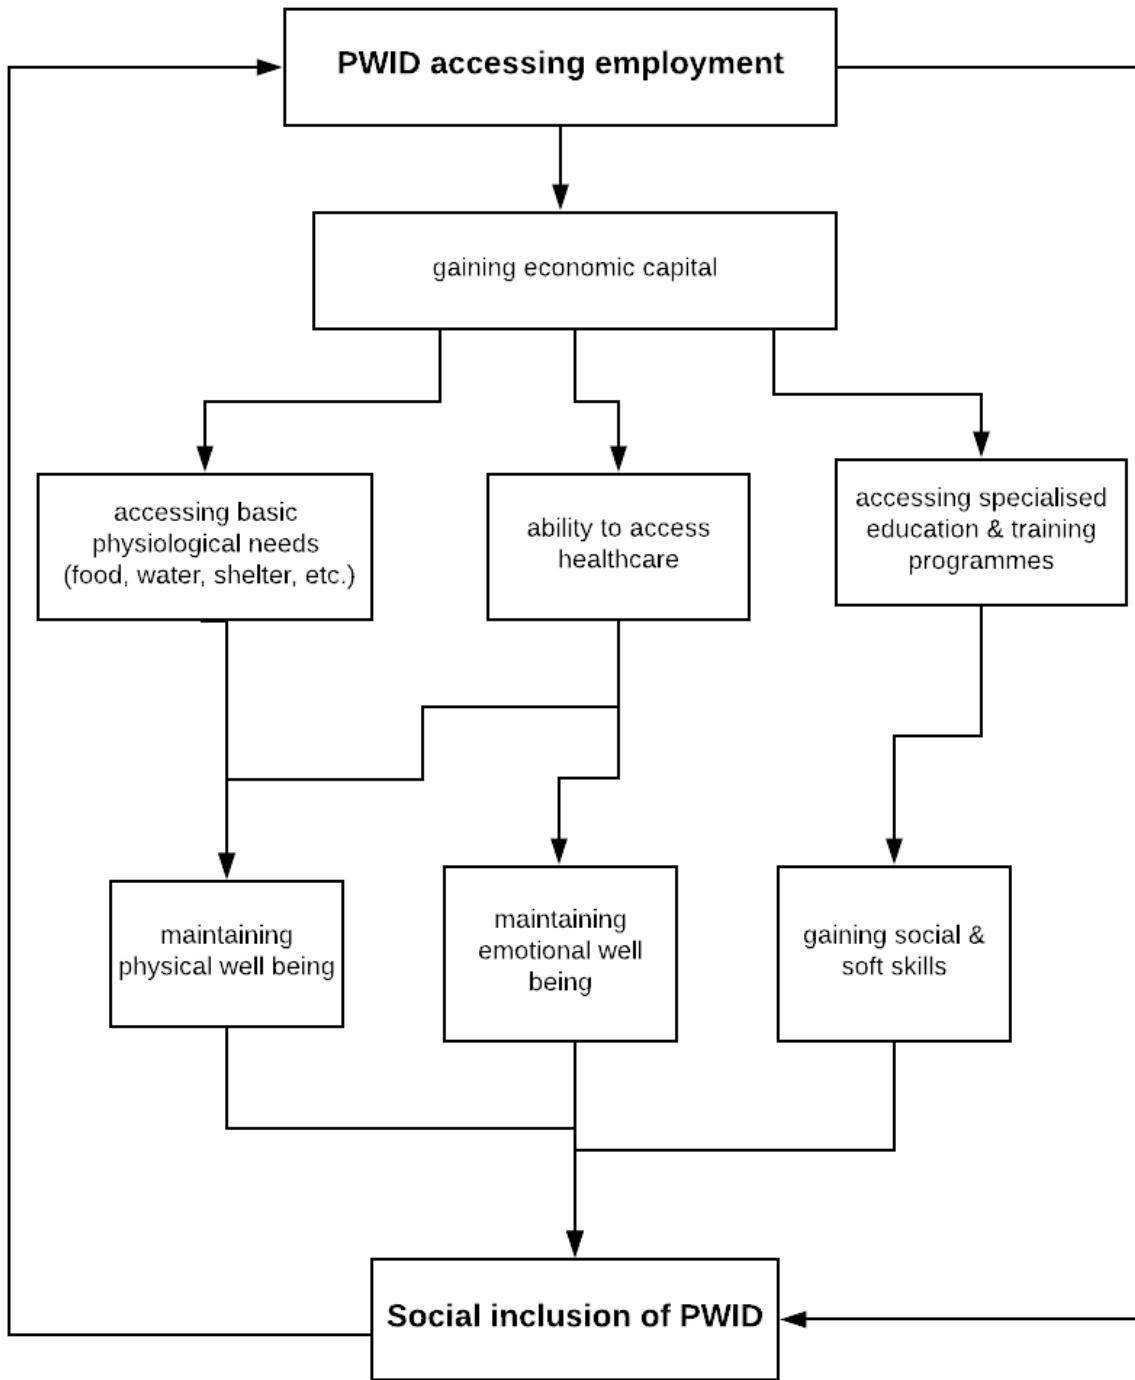 PWID accessing employment
gaining economic capital
accessing basic
physiological needs
(food, water, shelter, etc.)
ability to access
healthcare
accessing specialised
education & training
programmes
maintaining
physical well being
maintaining
emotional well
being
gaining social &
soft skills
Social inclusion of PWID